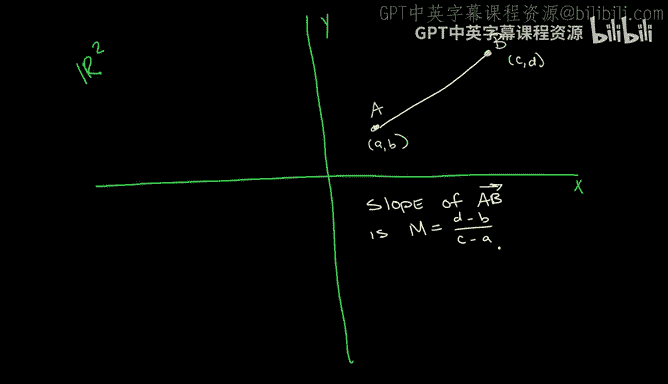 GPT中英字幕课程资源@bilibili.com
GPT中英字幕课程资源 bilibili
ℝ²
Y
B
(c,d)
A
(a,b)
X
SLOPE OF AB→
is M = d-b / c-a.